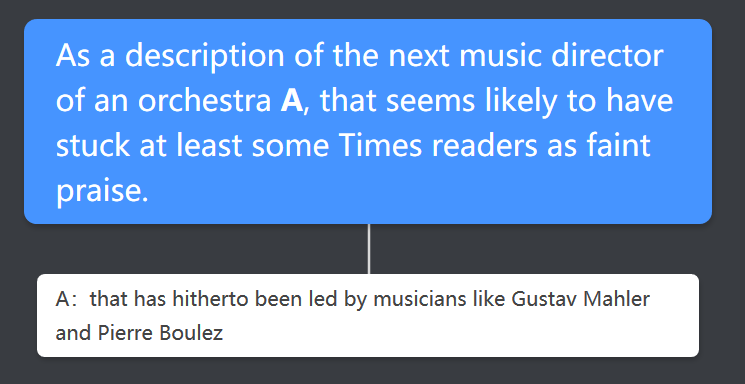 As a description of the next music director
of an orchestra A, that seems likely to have
stuck at least some Times readers as faint
praise.
A：that has hitherto been led by musicians like Gustav Mahler
and Pierre Boulez